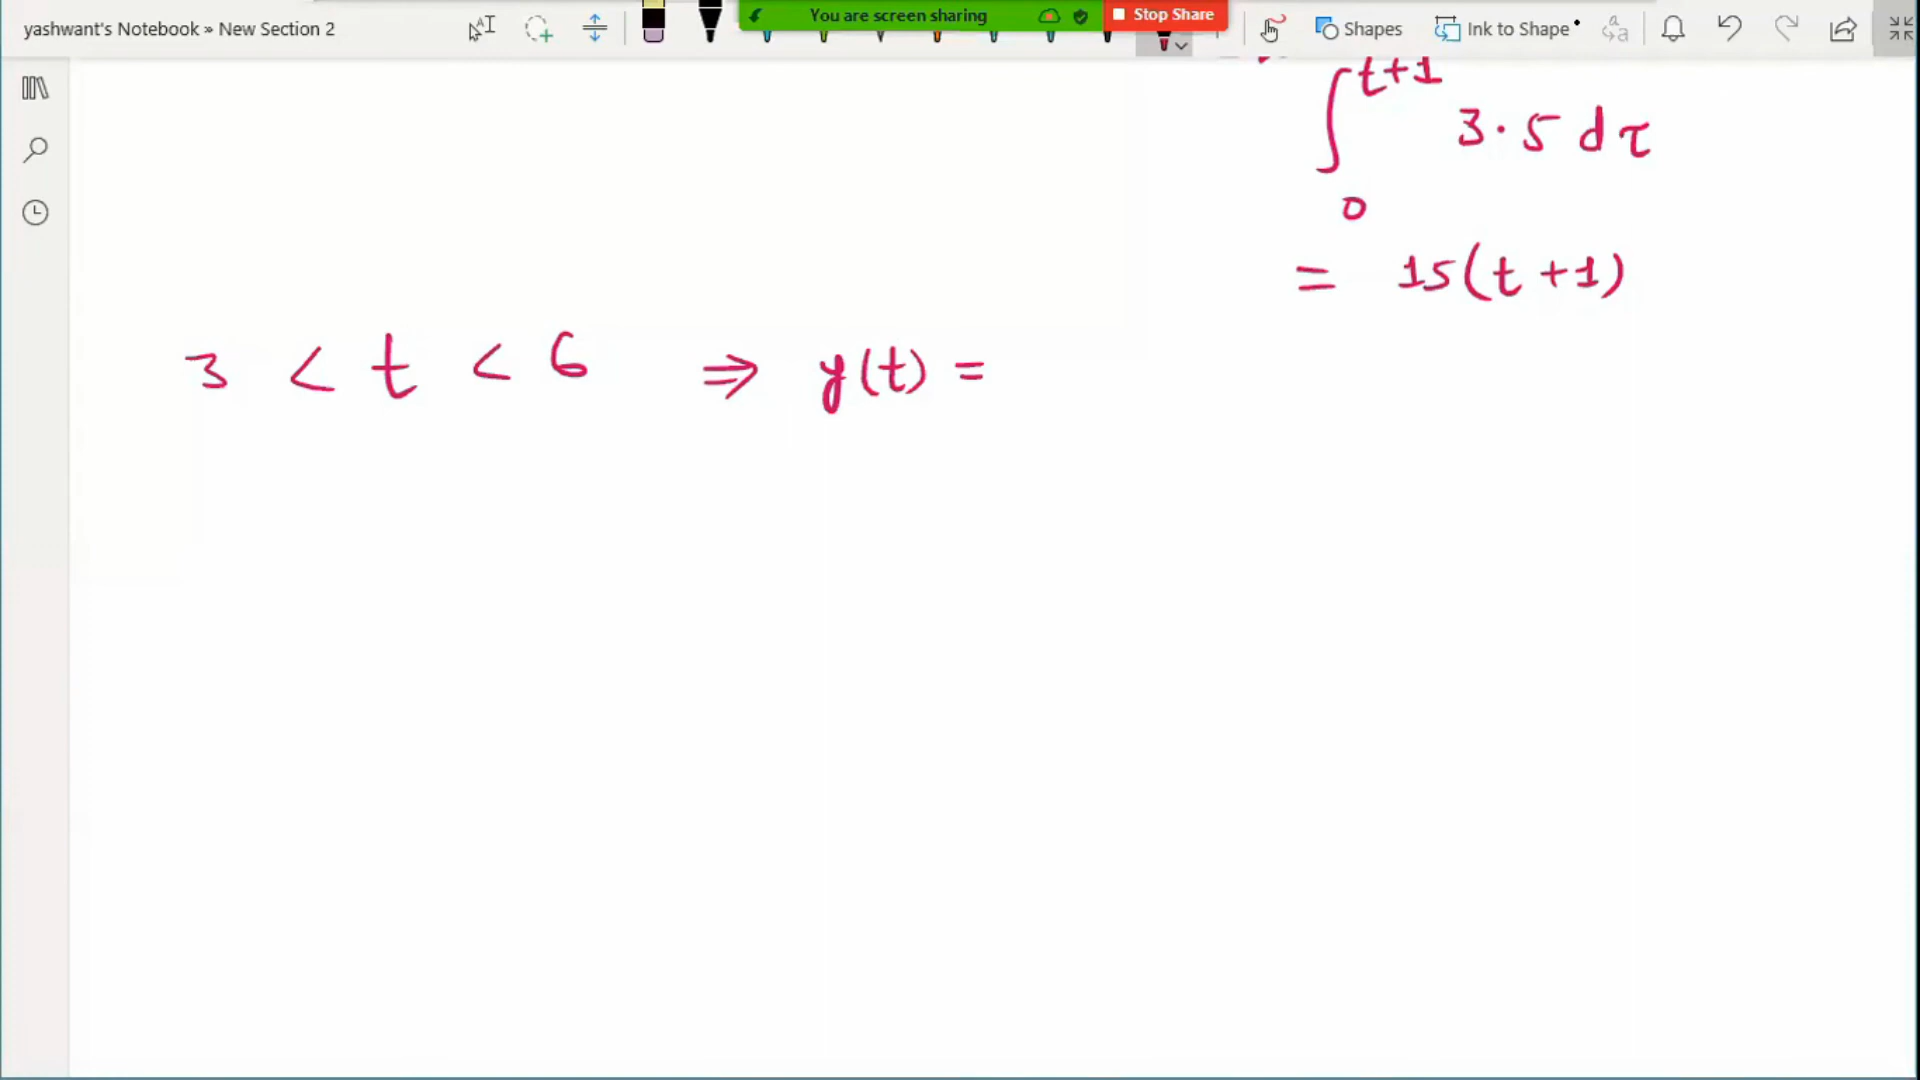 yashwant's Notebook » New Section 2
You are screen sharing
Stop Share
Shapes
Ink to Shape
∫ t+1 3·5 dτ
0
= 15(t+1)
3 < t < 6 ⇒ y(t) =